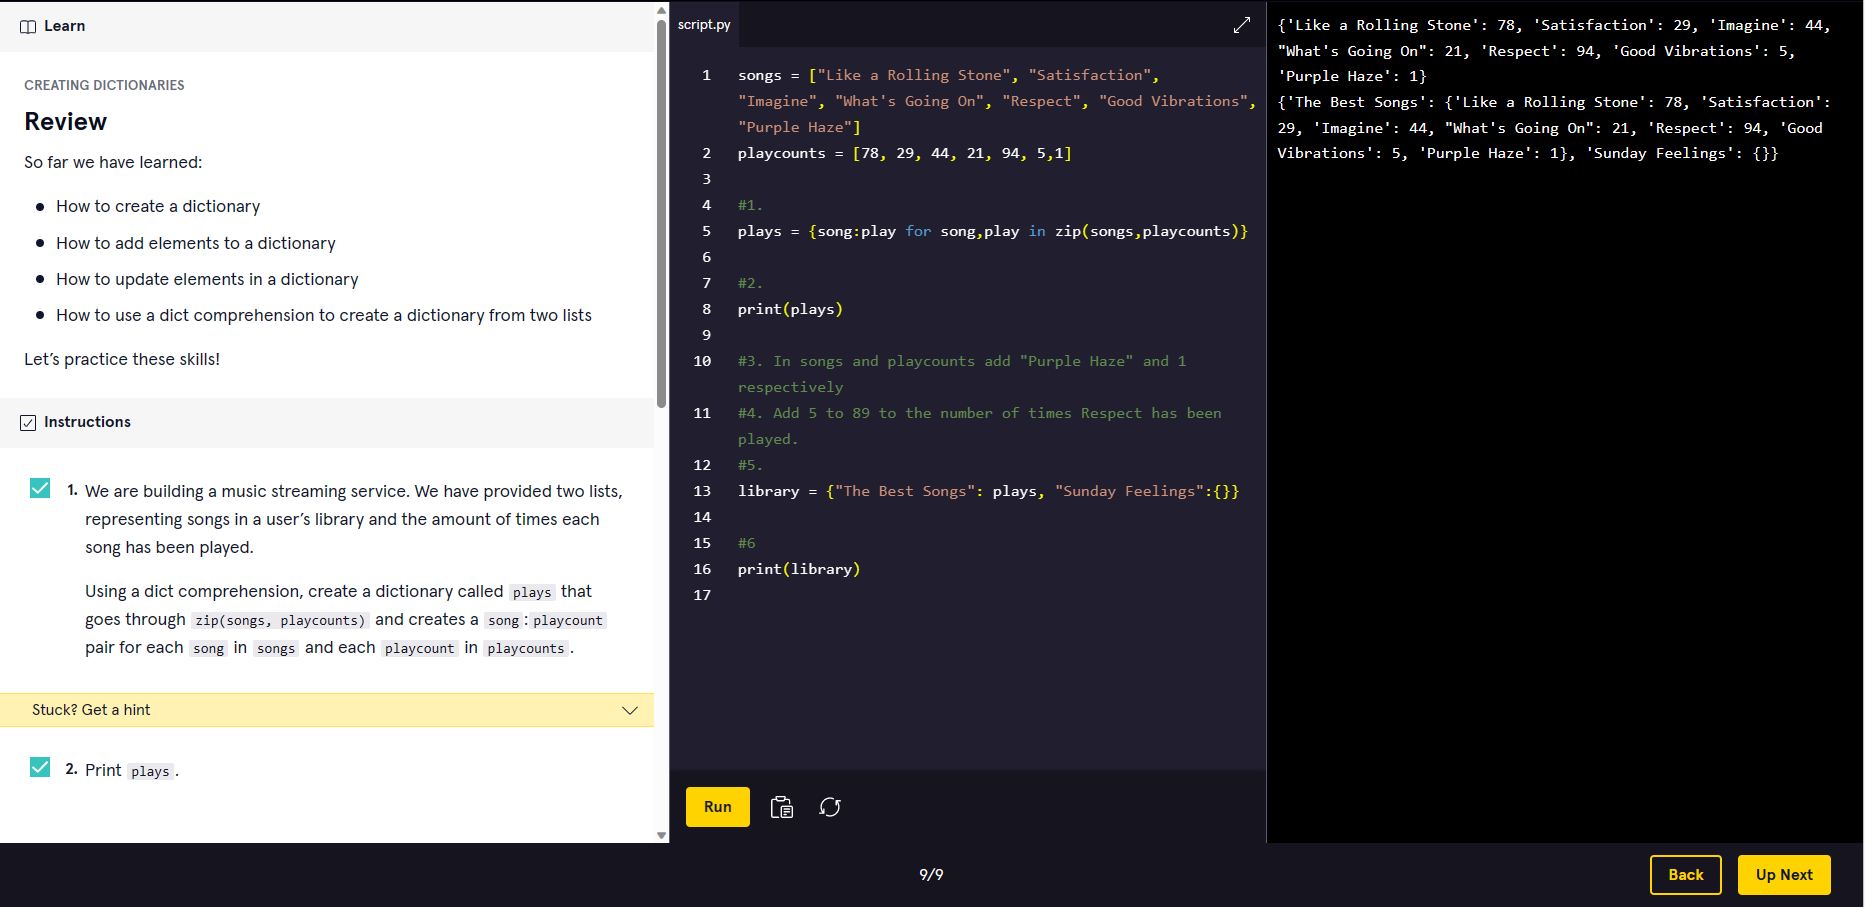 Learn
CREATING DICTIONARIES
Review
So far we have learned:
How to create a dictionary
How to add elements to a dictionary
How to update elements in a dictionary
How to use a dict comprehension to create a dictionary from two lists
Let's practice these skills!
Instructions
1. We are building a music streaming service. We have provided two lists,
representing songs in a user's library and the amount of times each
song has been played.
Using a dict comprehension, create a dictionary called plays that
goes through zip(songs, playcounts) and creates a song:playcount
pair for each song in songs and each playcount in playcounts.
Stuck? Get a hint
2. Print plays.
script.py
1 songs = ["Like a Rolling Stone", "Satisfaction",
"Imagine", "What's Going On", "Respect", "Good Vibrations",
"Purple Haze"]
2 playcounts = [78, 29, 44, 21, 94, 5,1]
3
4 #1.
5 plays = {song:play for song,play in zip(songs,playcounts)}
6
7 #2.
8 print(plays)
9
10 #3. In songs and playcounts add "Purple Haze" and 1
respectively
11 #4. Add 5 to 89 to the number of times Respect has been
played.
12 #5.
13 library = {"The Best Songs": plays, "Sunday Feelings":{}}
14
15 #6
16 print(library)
17
Run
{'Like a Rolling Stone': 78, 'Satisfaction': 29, 'Imagine': 44,
"What's Going On": 21, 'Respect': 94, 'Good Vibrations': 5,
'Purple Haze': 1}
{'The Best Songs': {'Like a Rolling Stone': 78, 'Satisfaction':
29, 'Imagine': 44, "What's Going On": 21, 'Respect': 94, 'Good
Vibrations': 5, 'Purple Haze': 1}, 'Sunday Feelings': {}}
9/9
Back
Up Next